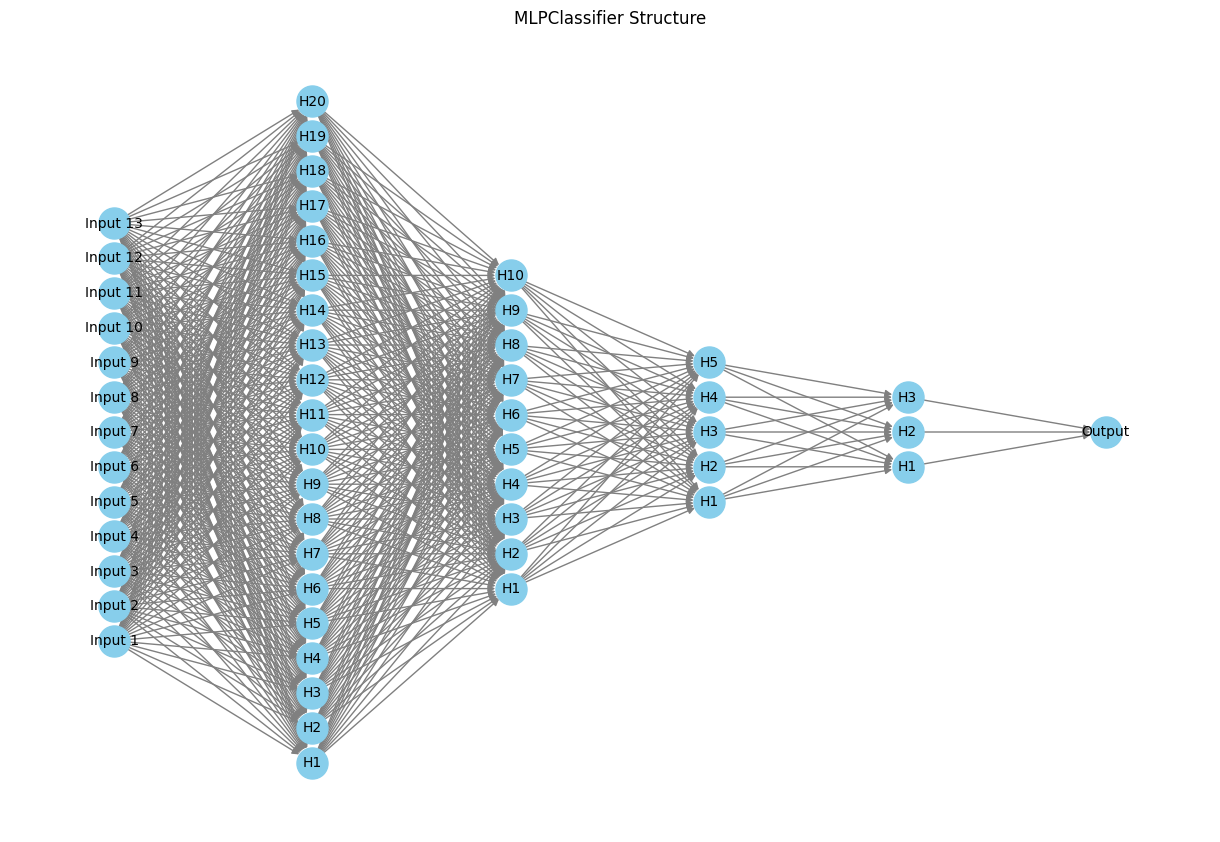 MLPClassifier Structure
Input 13
Input 12
Input 11
Input 10
Input 9
Input 8
Input 7
Input 6
Input 5
Input 4
Input 3
Input 2
Input 1
H20
H19
H18
H17
H16
H15
H14
H13
H12
H11
H10
H9
H8
H7
H6
H5
H4
H3
H2
H1
H10
H9
H8
H7
H6
H5
H4
H3
H2
H1
H5
H4
H3
H2
H1
H3
H2
H1
Output